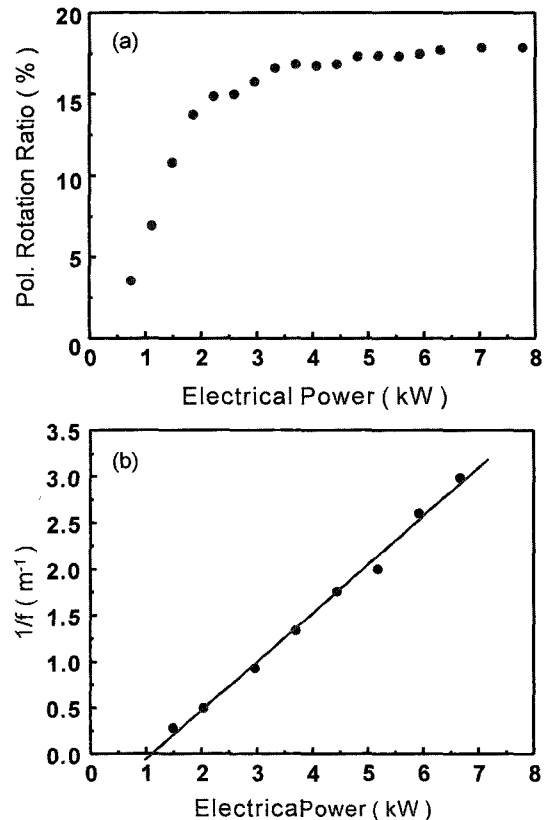 20
(a)
15
10
5
0
Pol. Rotation Ratio ( % )
0 1 2 3 4 5 6 7 8
Electrical Power ( kW )
3.5
(b)
3.0
2.5
2.0
1.5
1.0
0.5
0.0
1/f ( m⁻¹ )
0 1 2 3 4 5 6 7 8
ElectricaPower ( kW )